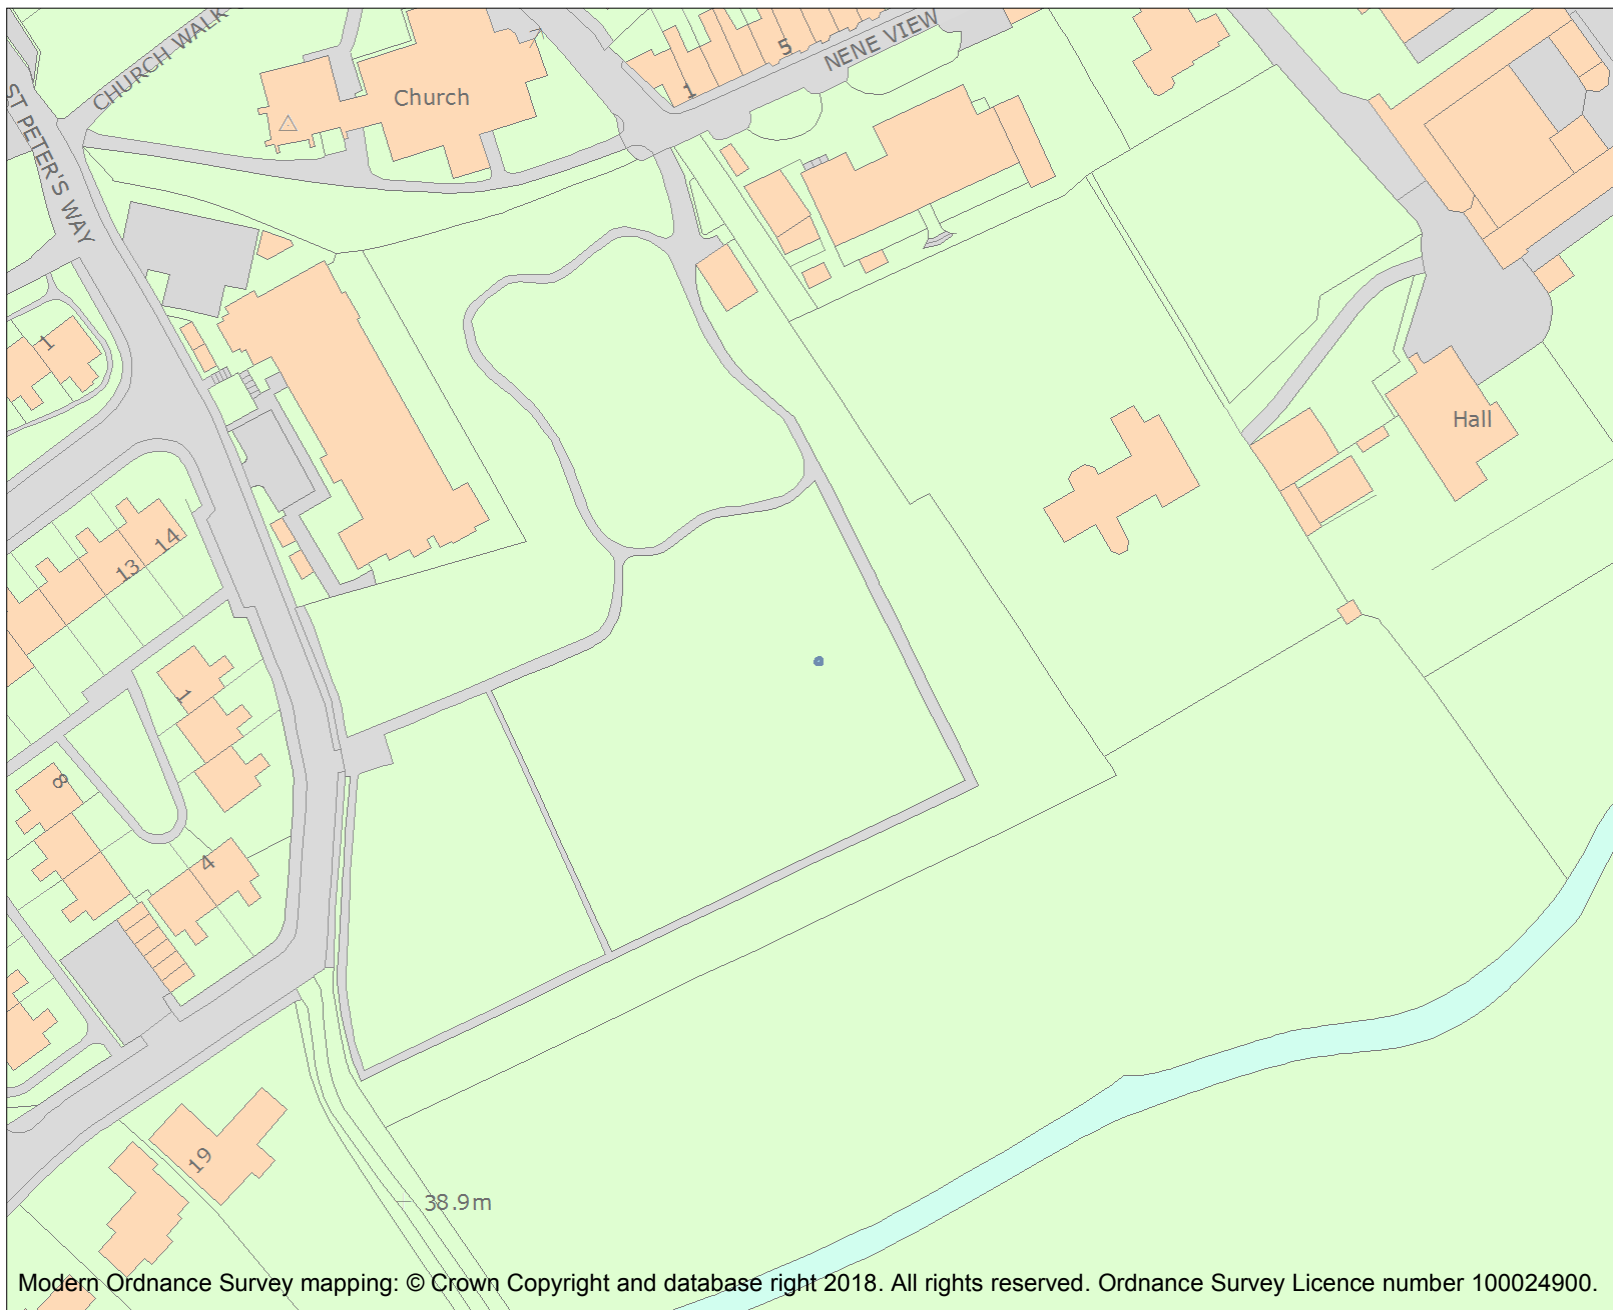 CHURCH WALK
ST PETER'S WAY
Church
5
NENE VIEW
1
1
Hall
14
13
1
8
4
19
38.9m
Modern Ordnance Survey mapping: © Crown Copyright and database right 2018. All rights reserved. Ordnance Survey Licence number 100024900.